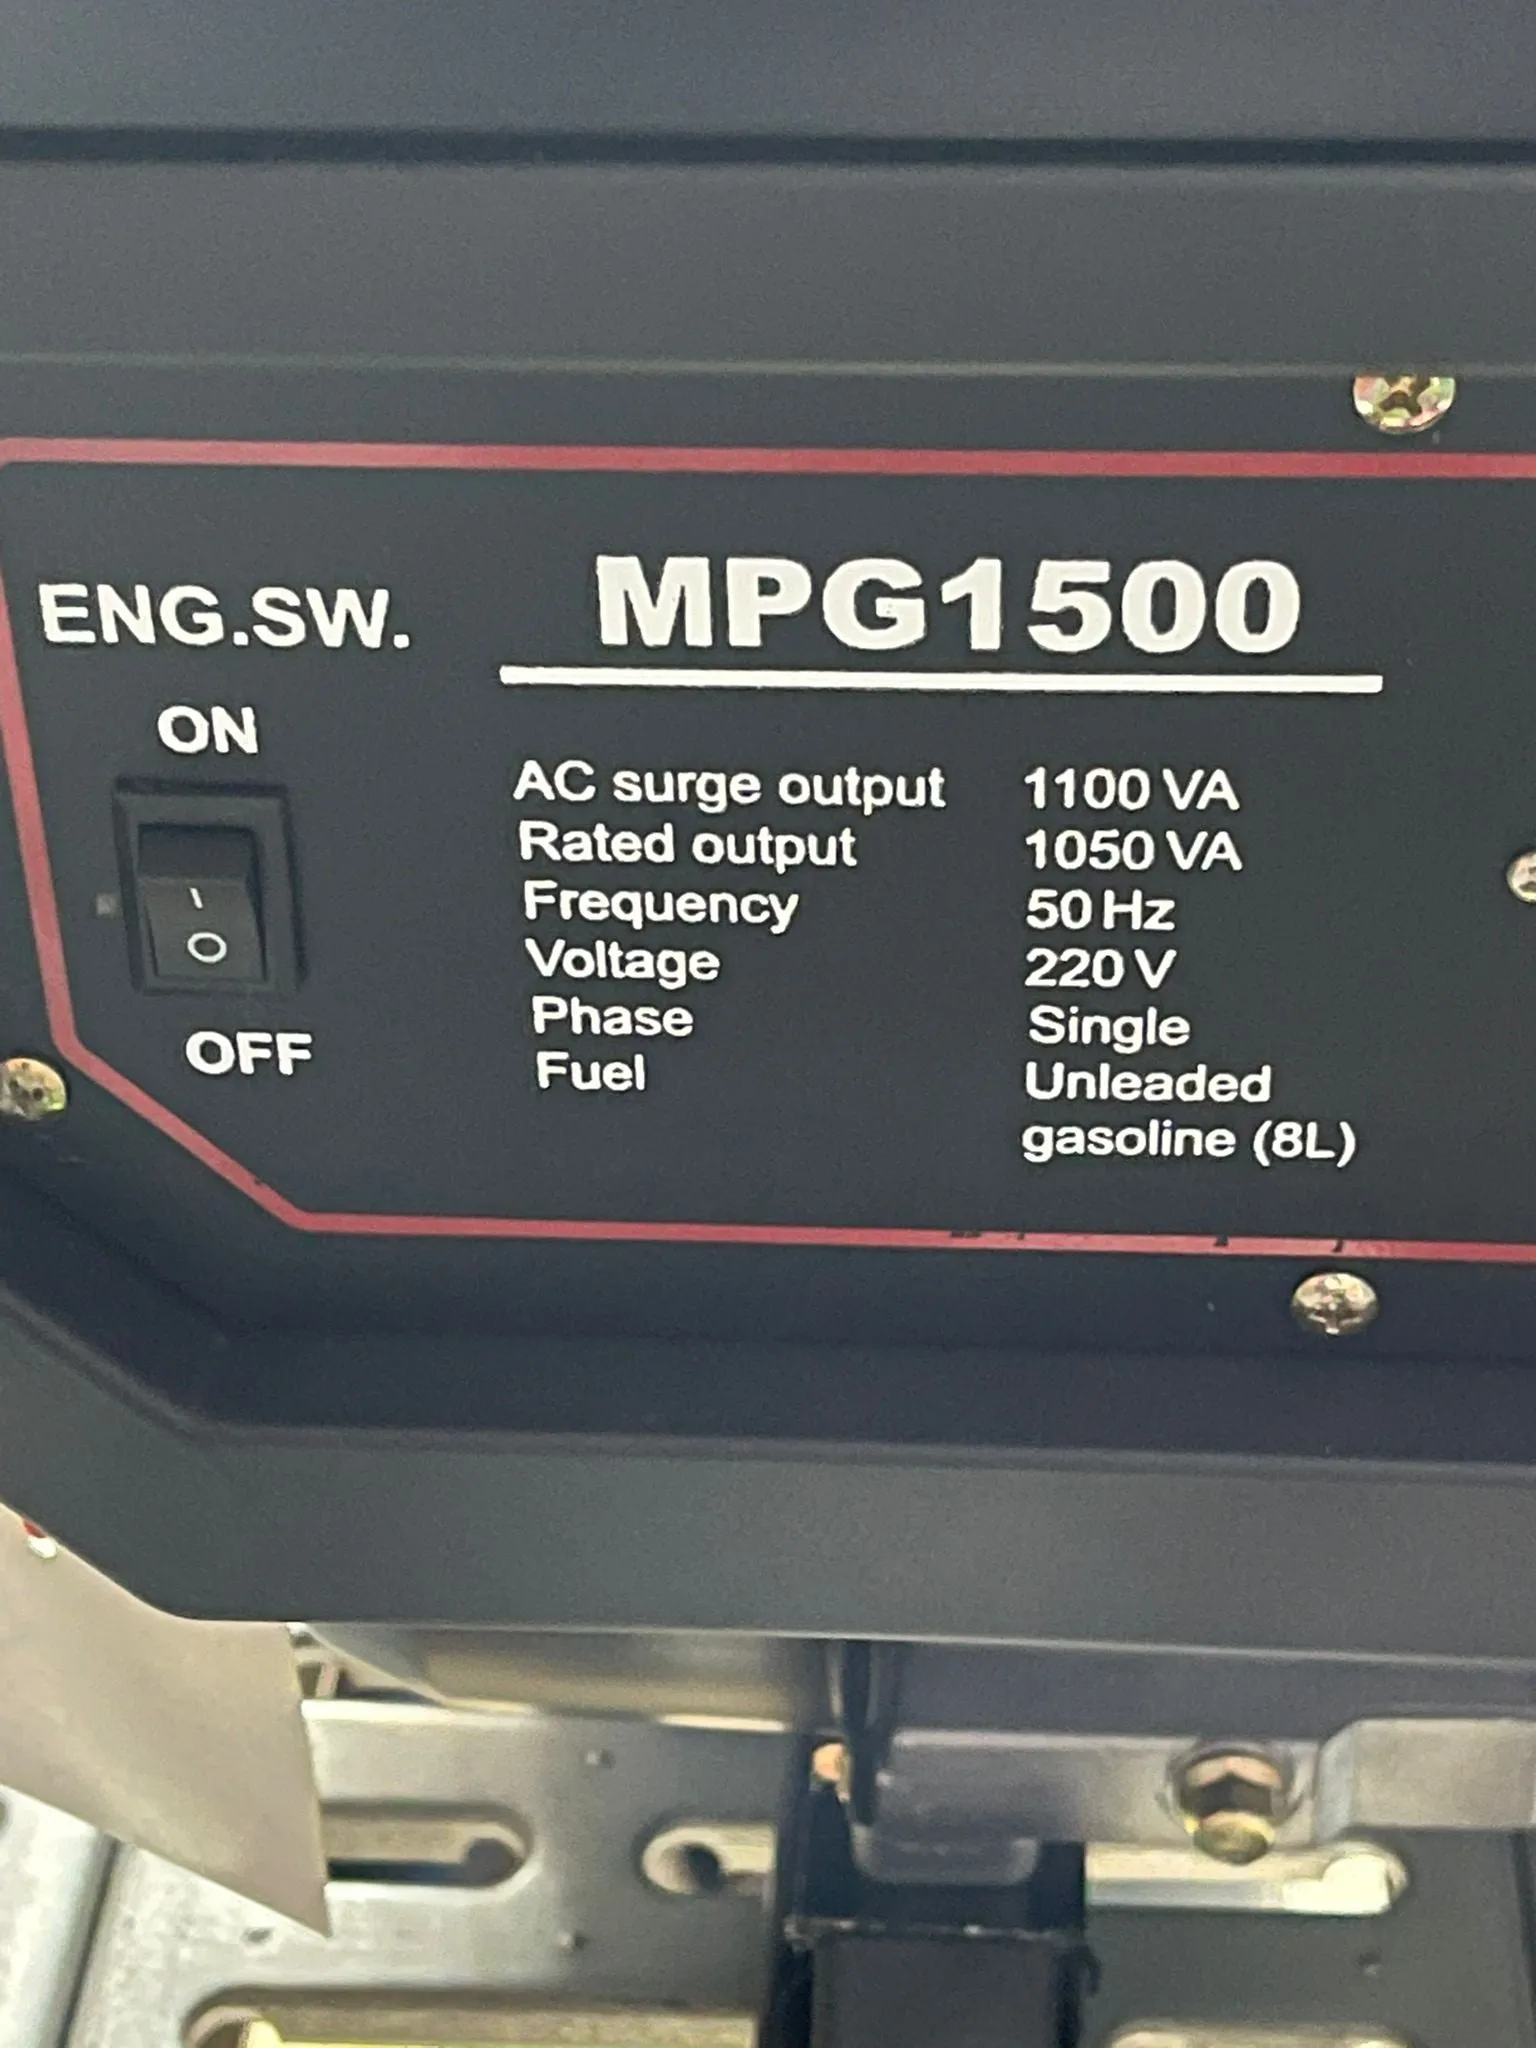 MPG1500
ENG.SW.
ON
I
O
OFF
AC surge output 1100 VA
Rated output 1050 VA
Frequency 50 Hz
Voltage 220 V
Phase Single
Fuel Unleaded
gasoline (8L)